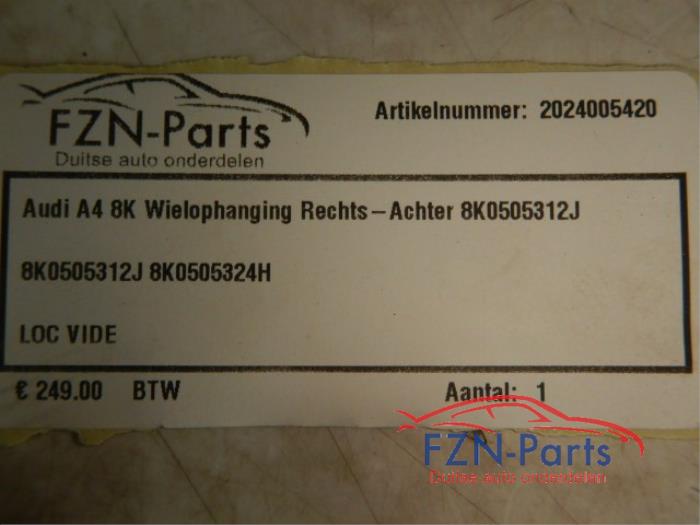 FZN-Parts
Duitse auto onderdelen
Artikelnummer: 2024005420
Audi A4 8K Wielophanging Rechts-Achter 8K0505312J
8K0505312J 8K0505324H
LOC VIDE
€ 249.00 BTW Aantal: 1
FZN-Parts
Duitse auto onderdelen